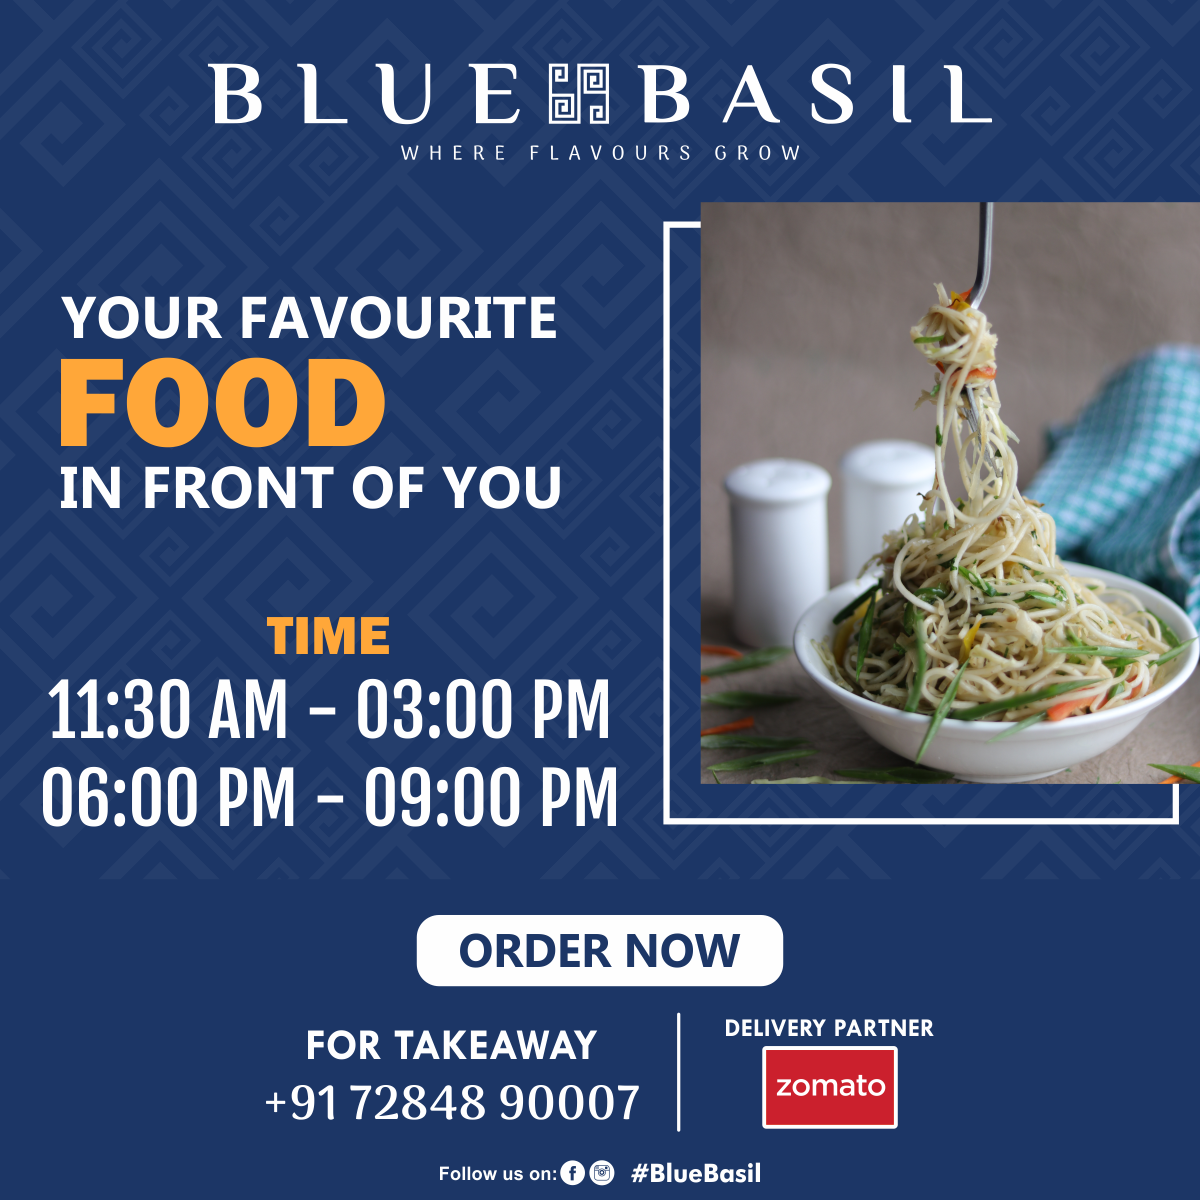 BLUE BASIL
WHERE FLAVOURS GROW
YOUR FAVOURITE
FOOD
IN FRONT OF YOU
TIME
11:30 AM - 03:00 PM
06:00 PM - 09:00 PM
ORDER NOW
FOR TAKEAWAY
+91 72848 90007
DELIVERY PARTNER
zomato
Follow us on: #BlueBasil